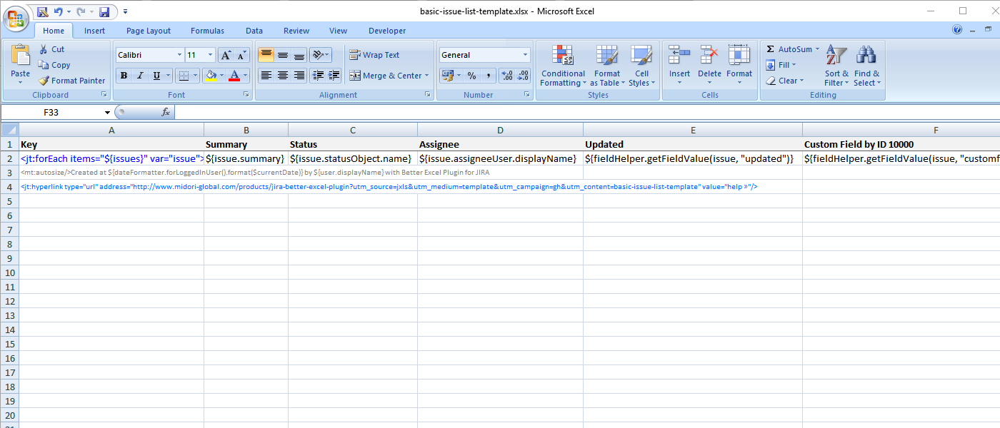 basic-issue-list-template.xlsx - Microsoft Excel
Home Insert Page Layout Formulas Data Review View Developer
Cut
Calibri 11 A A Wrap Text General AutoSum
Copy
Paste Conditional Format Cell Insert Delete Format Fill Sort & Find &
B I U A Merge & Center % , .0 .00 .00 .0
Format Painter Formatting as Table Styles Clear Filter Select
Clipboard Font Alignment Number Styles Cells Editing
F33 fx
A B C D E F
1 Key Summary Status Assignee Updated Custom Field by ID 10000
2 <jt:forEach items="${issues}" var="issue"> ${issue.summary} ${issue.statusObject.name} ${issue.assigneeUser.displayName} ${fieldHelper.getFieldValue(issue, "updated")} ${fieldHelper.getFieldValue(issue, "customf
3 <mt:autosize/>Created at ${dateFormatter.forLoggedInUser().format($currentDate)} by ${user.displayName} with Better Excel Plugin for JIRA
4 <jt:hyperlink type="url" address="http://www.midori-global.com/products/jira-better-excel-plugin?utm_source=jxls&utm_medium=template&utm_campaign=gh&utm_content=basic-issue-list-template" value="help »"/>
5
6
7
8
9
10
11
12
13
14
15
16
17
18
19
20